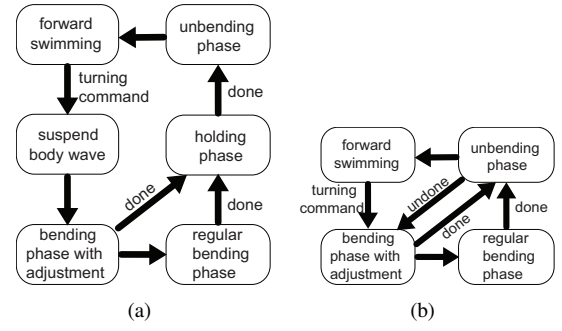 forward
swimming
unbending
phase
turning
command
done
suspend
body wave
holding
phase
done
done
bending
phase with
adjustment
regular
bending
phase
(a)
forward
swimming
unbending
phase
turning
command
undone
done
done
bending
phase with
adjustment
regular
bending
phase
(b)